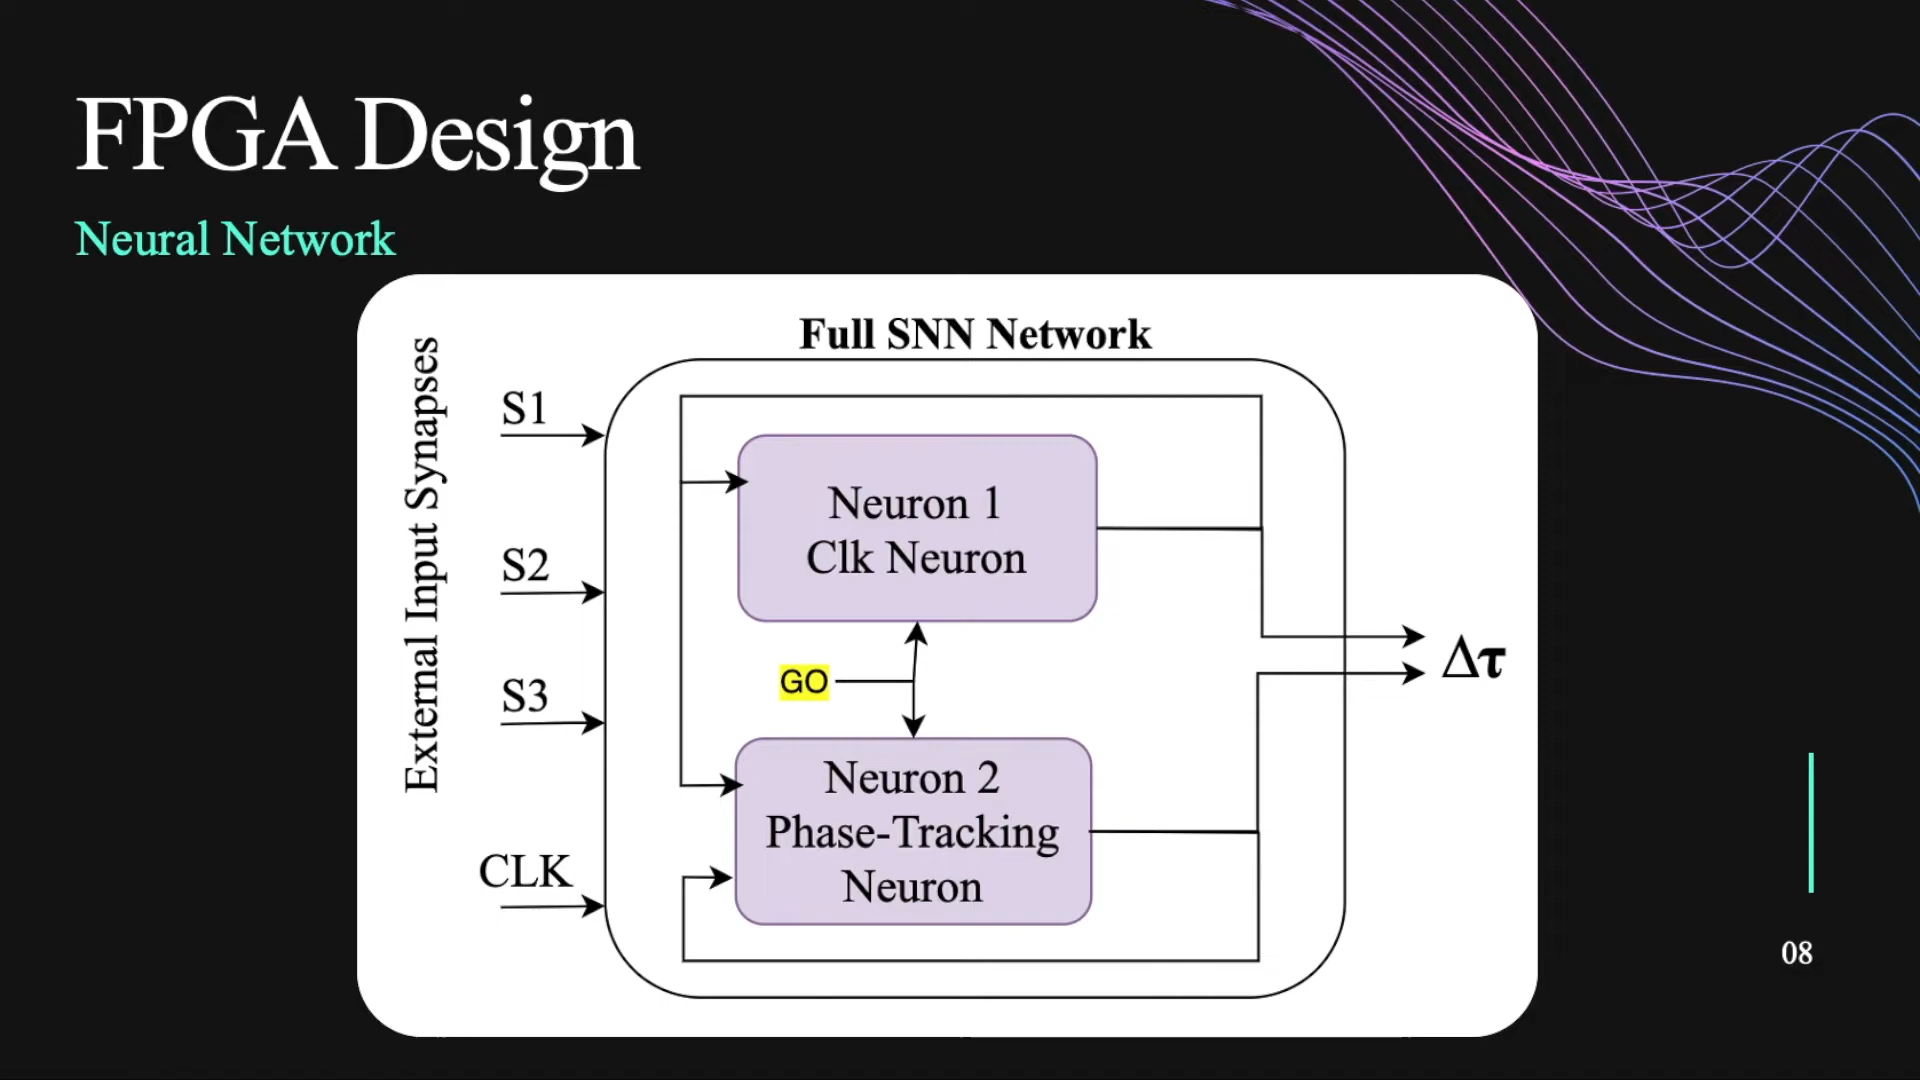 FPGA Design
Neural Network
Full SNN Network
External Input Synapses
S1
S2
S3
CLK
Neuron 1
Clk Neuron
GO
Neuron 2
Phase-Tracking
Neuron
Δτ
08